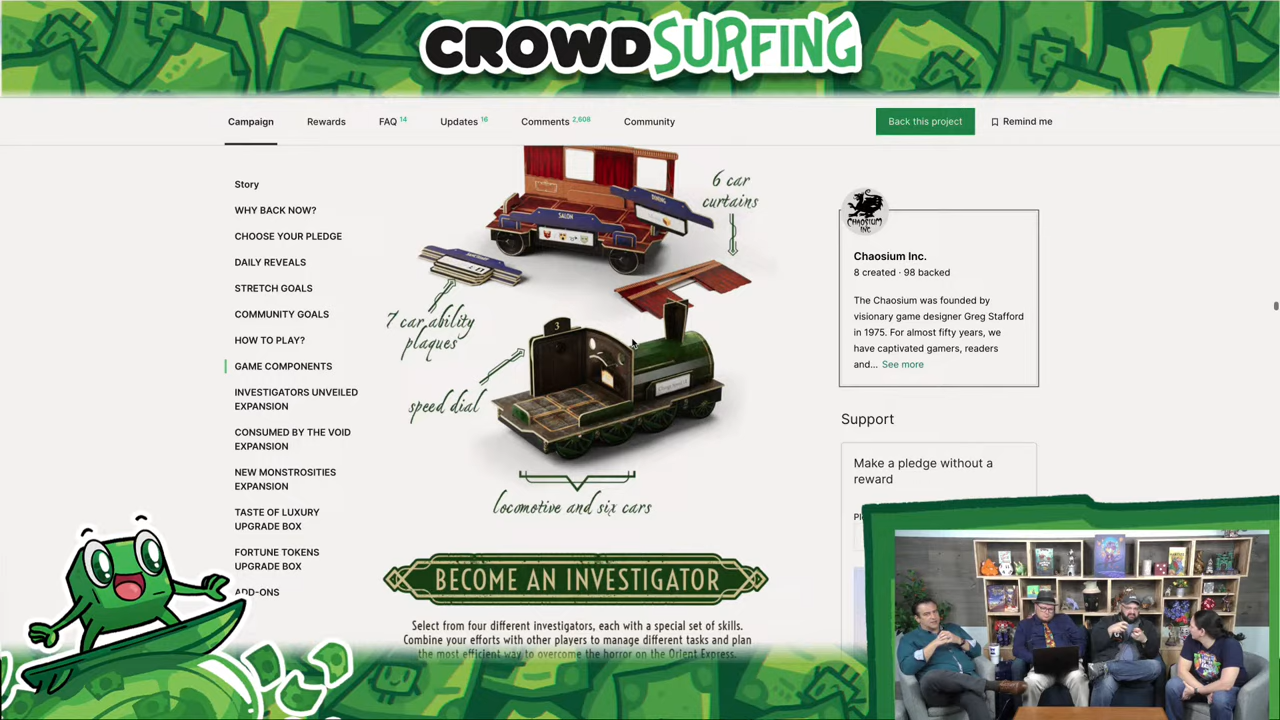 CROWDSURFING
Campaign
Rewards
FAQ 14
Updates 16
Comments 2,608
Community
Back this project
Remind me
Story
WHY BACK NOW?
CHOOSE YOUR PLEDGE
DAILY REVEALS
STRETCH GOALS
COMMUNITY GOALS
HOW TO PLAY?
GAME COMPONENTS
INVESTIGATORS UNVEILED
EXPANSION
CONSUMED BY THE VOID
EXPANSION
NEW MONSTROSITIES
EXPANSION
TASTE OF LUXURY
UPGRADE BOX
FORTUNE TOKENS
UPGRADE BOX
ADD-ONS
6 car
curtains
SALON
DINING
7 car ability
plaques
3
speed dial
locomotive and six cars
BECOME AN INVESTIGATOR
Select from four different investigators, each with a special set of skills.
Combine your efforts with other players to manage different tasks and plan
the most efficient way to overcome the horror on the Orient Express.
CHAOSIUM
INC
Chaosium Inc.
8 created · 98 backed
The Chaosium was founded by
visionary game designer Greg Stafford
in 1975. For almost fifty years, we
have captivated gamers, readers
and... See more
Support
Make a pledge without a
reward